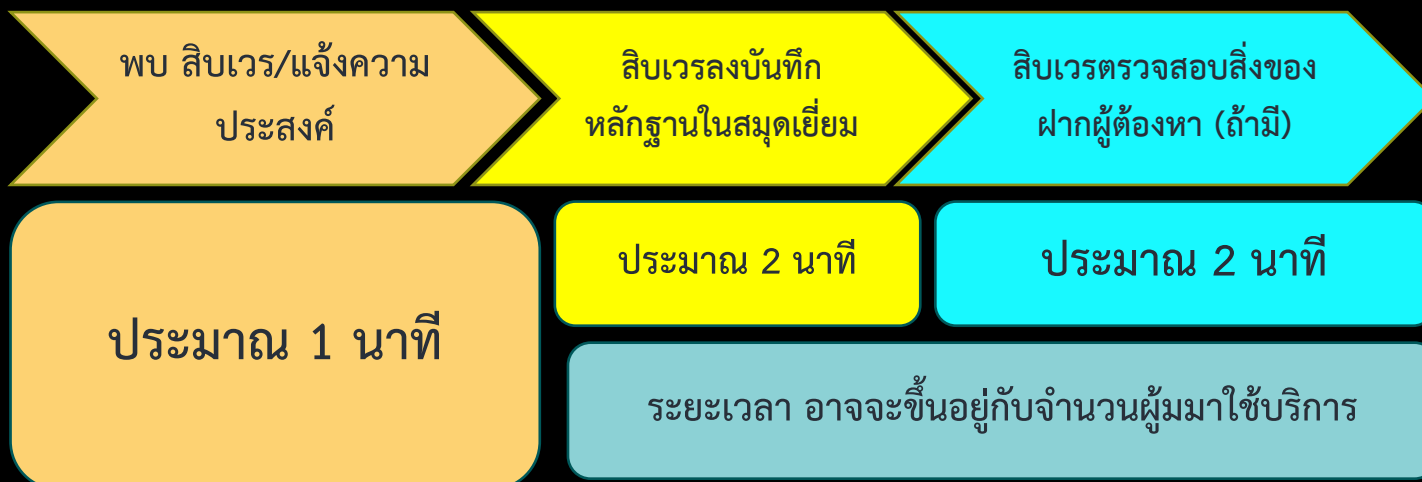 พบ สิบเวร/แจ้งความ
ประสงค์
สิบเวรลงบันทึก
หลักฐานในสมุดเยี่ยม
สิบเวรตรวจสอบสิ่งของ
ฝากผู้ต้องหา (ถ้ามี)
ประมาณ 1 นาที
ประมาณ 2 นาที
ประมาณ 2 นาที
ระยะเวลา อาจจะขึ้นอยู่กับจำนวนผู้มมาใช้บริการ